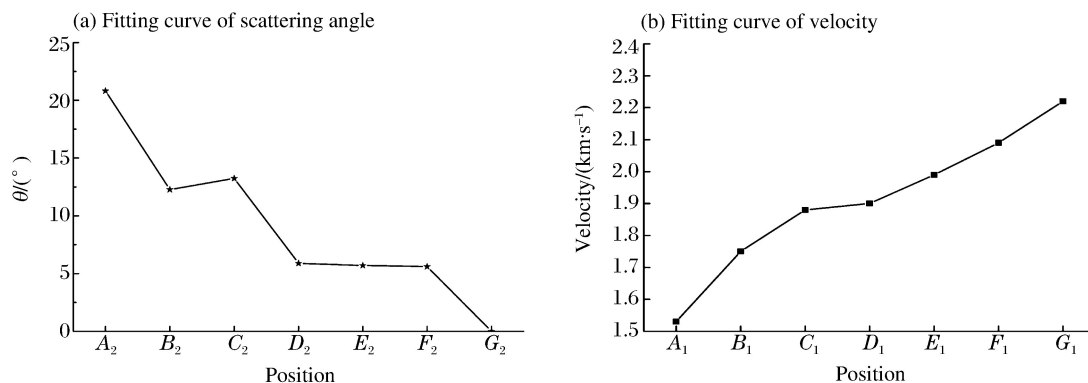 (a) Fitting curve of scattering angle
25
20
15
10
5
0
θ/(°)
A₂ B₂ C₂ D₂ E₂ F₂ G₂
Position
(b) Fitting curve of velocity
2.4
2.3
2.2
2.1
2.0
1.9
1.8
1.7
1.6
1.5
Velocity/(km·s⁻¹)
A₁ B₁ C₁ D₁ E₁ F₁ G₁
Position